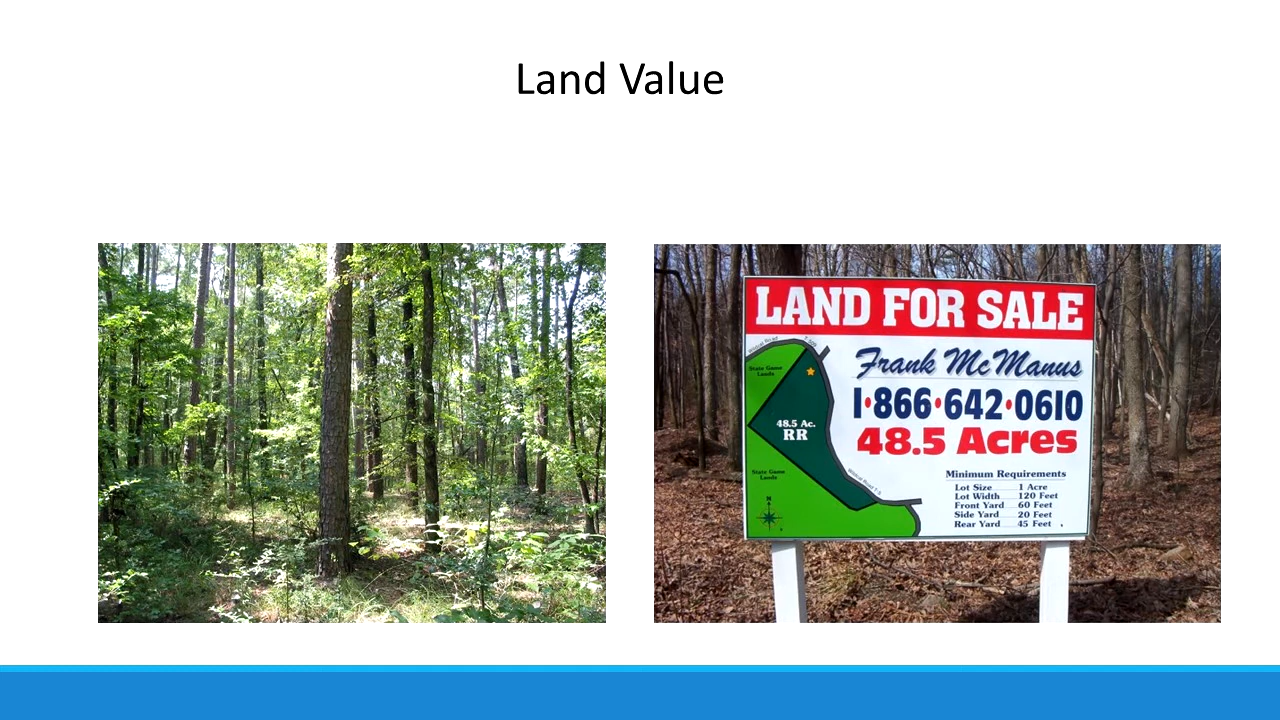 Land Value
LAND FOR SALE
Frank McManus
1•866•642•0610
48.5 Acres
State Game
Lands
48.5 Ac.
RR
State Game
Lands
N
Minimum Requirements
Lot Size 1 Acre
Lot Width 120 Feet
Front Yard 60 Feet
Side Yard 20 Feet
Rear Yard 45 Feet